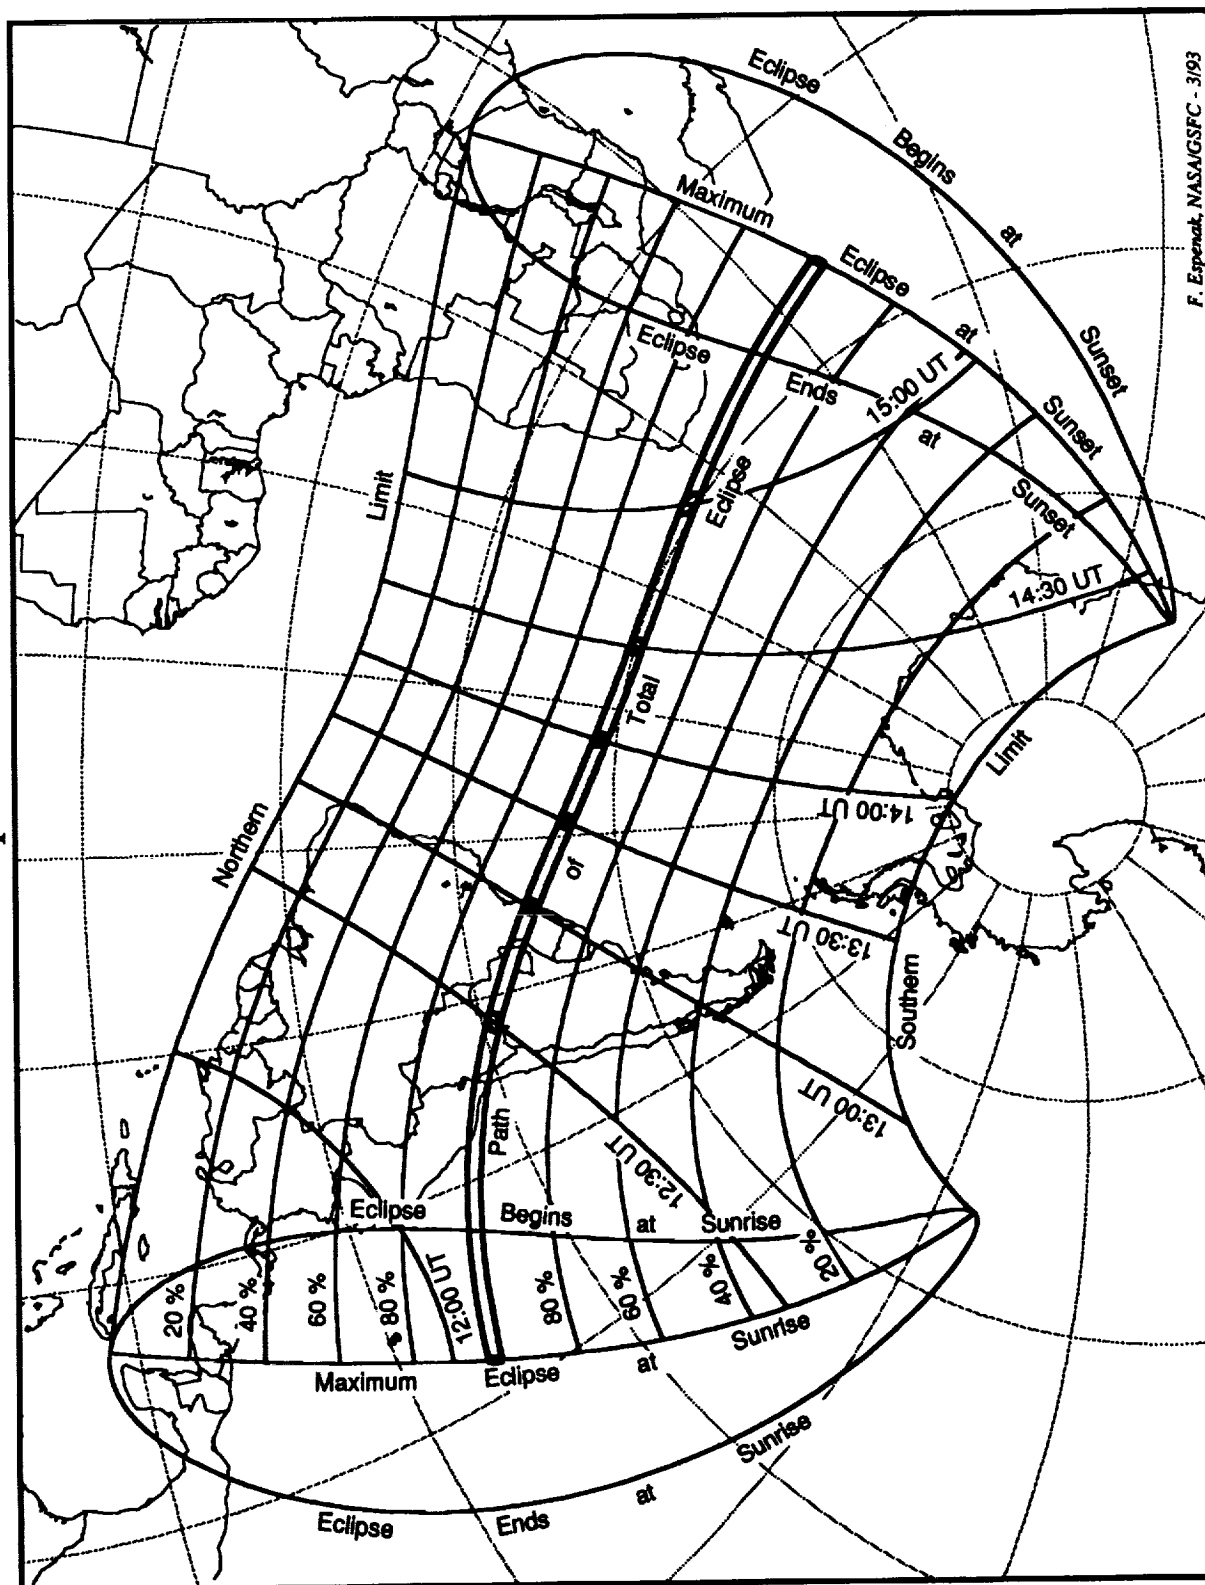 F. Espenak, NASA/GSFC - 3/93
Eclipse Begins at Sunset
Maximum Eclipse at Sunset
Eclipse Ends at Sunset
15:00 UT
14:30 UT
14:00 UT
13:30 UT
13:00 UT
12:30 UT
12:00 UT
Northern Limit
Path of Total Eclipse
Southern Limit
Eclipse Begins at Sunrise
20 %
40 %
60 %
80 %
80 %
60 %
40 %
20 %
Maximum Eclipse at Sunrise
Eclipse Ends at Sunrise